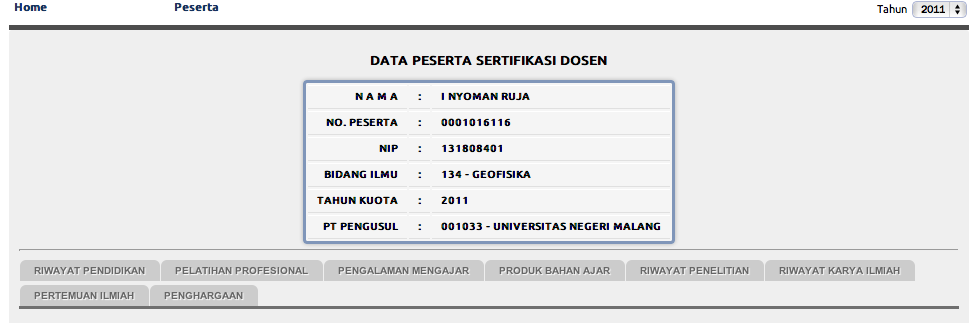 Home Peserta Tahun 2011
DATA PESERTA SERTIFIKASI DOSEN
N A M A : I NYOMAN RUJA
NO. PESERTA : 0001016116
NIP : 131808401
BIDANG ILMU : 134 - GEOFISIKA
TAHUN KUOTA : 2011
PT PENGUSUL : 001033 - UNIVERSITAS NEGERI MALANG
RIWAYAT PENDIDIKAN PELATIHAN PROFESIONAL PENGALAMAN MENGAJAR PRODUK BAHAN AJAR RIWAYAT PENELITIAN RIWAYAT KARYA ILMIAH
PERTEMUAN ILMIAH PENGHARGAAN